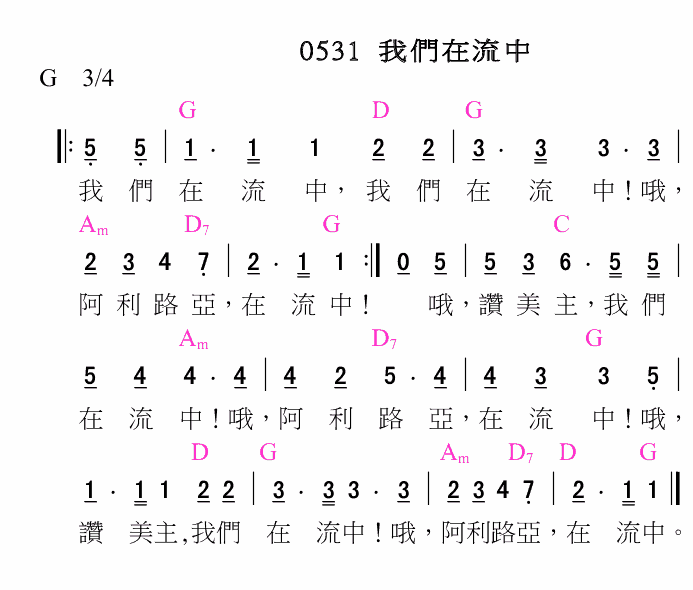 0531 我們在流中
G 3/4
G D G
5 5 | 1 · 1 1 2 2 | 3 · 3 3 · 3 |
我 們 在 流 中， 我 們 在 流 中！哦，
Am D7 G C
2 3 4 7 | 2 · 1 1 :‖ 0 5 | 5 3 6 · 5 5 |
阿 利 路 亞，在 流 中！ 哦，讚 美 主，我 們
Am D7 G
5 4 4 · 4 | 4 2 5 · 4 | 4 3 3 5 |
在 流 中！哦，阿 利 路 亞，在 流 中！哦，
D G Am D7 D G
1 · 1 1 2 2 | 3 · 3 3 · 3 | 2 3 4 7 | 2 · 1 1 ‖
讚 美主,我們 在 流中！哦，阿利路亞，在 流中。